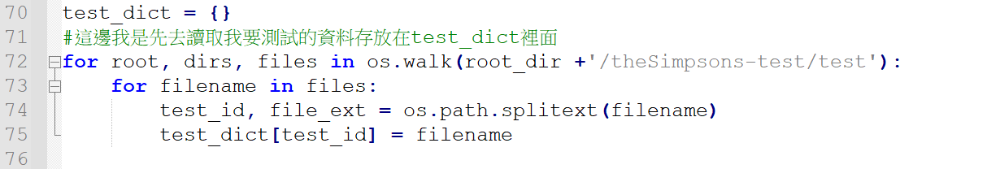 70 test_dict = {}
71 #這邊我是先去讀取我要測試的資料存放在test_dict裡面
72 for root, dirs, files in os.walk(root_dir +'/theSimpsons-test/test'):
73     for filename in files:
74         test_id, file_ext = os.path.splitext(filename)
75         test_dict[test_id] = filename
76